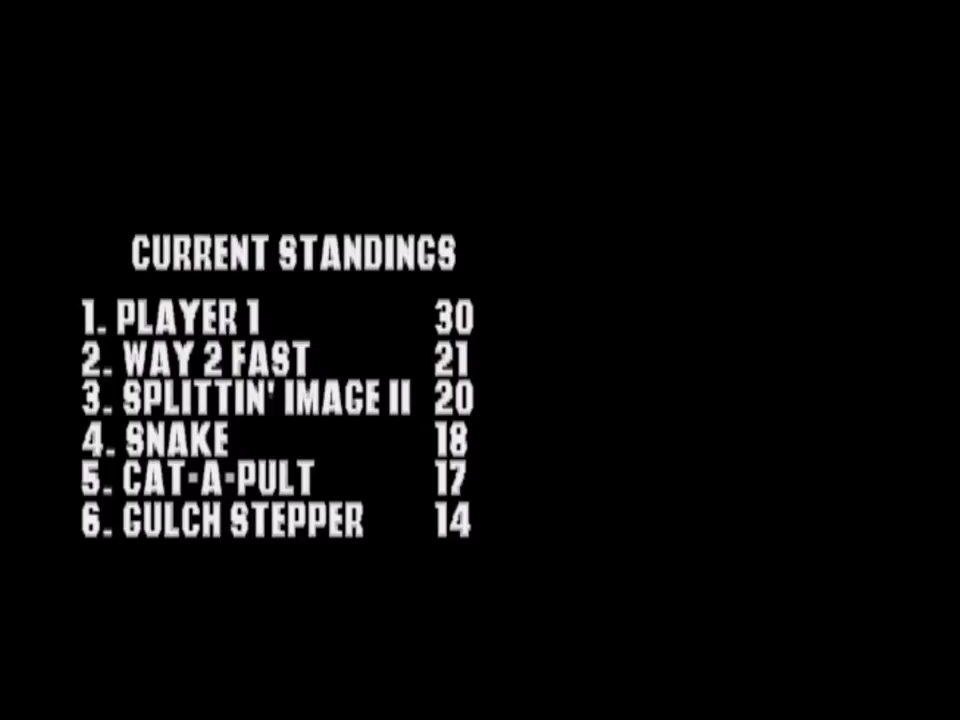 CURRENT STANDINGS
1. PLAYER 1 30
2. WAY 2 FAST 21
3. SPLITTIN' IMAGE II 20
4. SNAKE 18
5. CAT-A-PULT 17
6. GULCH STEPPER 14